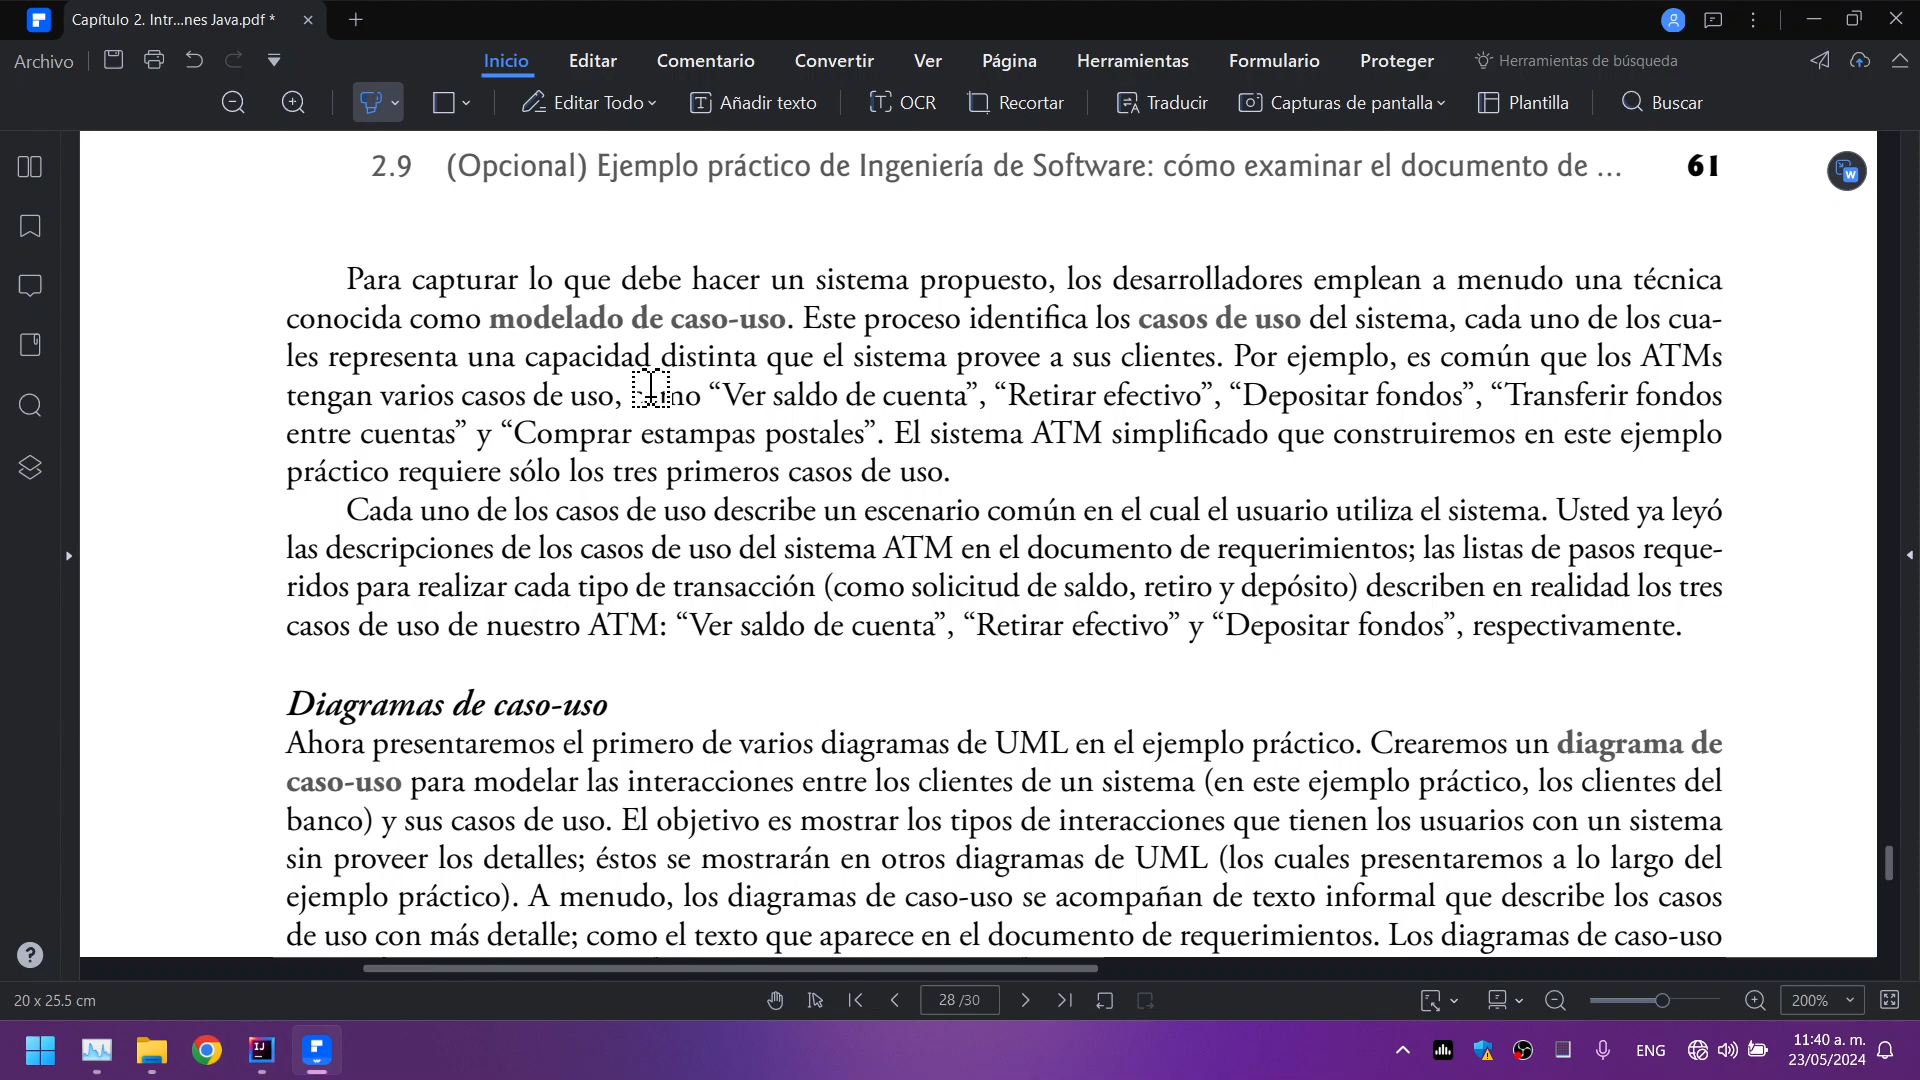 Capítulo 2. Intr...nes Java.pdf *
Archivo
Inicio
Editar
Comentario
Convertir
Ver
Página
Herramientas
Formulario
Proteger
Herramientas de búsqueda
Editar Todo
Añadir texto
OCR
Recortar
Traducir
Capturas de pantalla
Plantilla
Buscar
2.9 (Opcional) Ejemplo práctico de Ingeniería de Software: cómo examinar el documento de ... 61
Para capturar lo que debe hacer un sistema propuesto, los desarrolladores emplean a menudo una técnica
conocida como modelado de caso-uso. Este proceso identifica los casos de uso del sistema, cada uno de los cua-
les representa una capacidad distinta que el sistema provee a sus clientes. Por ejemplo, es común que los ATMs
tengan varios casos de uso, como “Ver saldo de cuenta”, “Retirar efectivo”, “Depositar fondos”, “Transferir fondos
entre cuentas” y “Comprar estampas postales”. El sistema ATM simplificado que construiremos en este ejemplo
práctico requiere sólo los tres primeros casos de uso.
Cada uno de los casos de uso describe un escenario común en el cual el usuario utiliza el sistema. Usted ya leyó
las descripciones de los casos de uso del sistema ATM en el documento de requerimientos; las listas de pasos reque-
ridos para realizar cada tipo de transacción (como solicitud de saldo, retiro y depósito) describen en realidad los tres
casos de uso de nuestro ATM: “Ver saldo de cuenta”, “Retirar efectivo” y “Depositar fondos”, respectivamente.
Diagramas de caso-uso
Ahora presentaremos el primero de varios diagramas de UML en el ejemplo práctico. Crearemos un diagrama de
caso-uso para modelar las interacciones entre los clientes de un sistema (en este ejemplo práctico, los clientes del
banco) y sus casos de uso. El objetivo es mostrar los tipos de interacciones que tienen los usuarios con un sistema
sin proveer los detalles; éstos se mostrarán en otros diagramas de UML (los cuales presentaremos a lo largo del
ejemplo práctico). A menudo, los diagramas de caso-uso se acompañan de texto informal que describe los casos
de uso con más detalle; como el texto que aparece en el documento de requerimientos. Los diagramas de caso-uso
20 x 25.5 cm
28 /30
200%
ENG
11:40 a. m.
23/05/2024